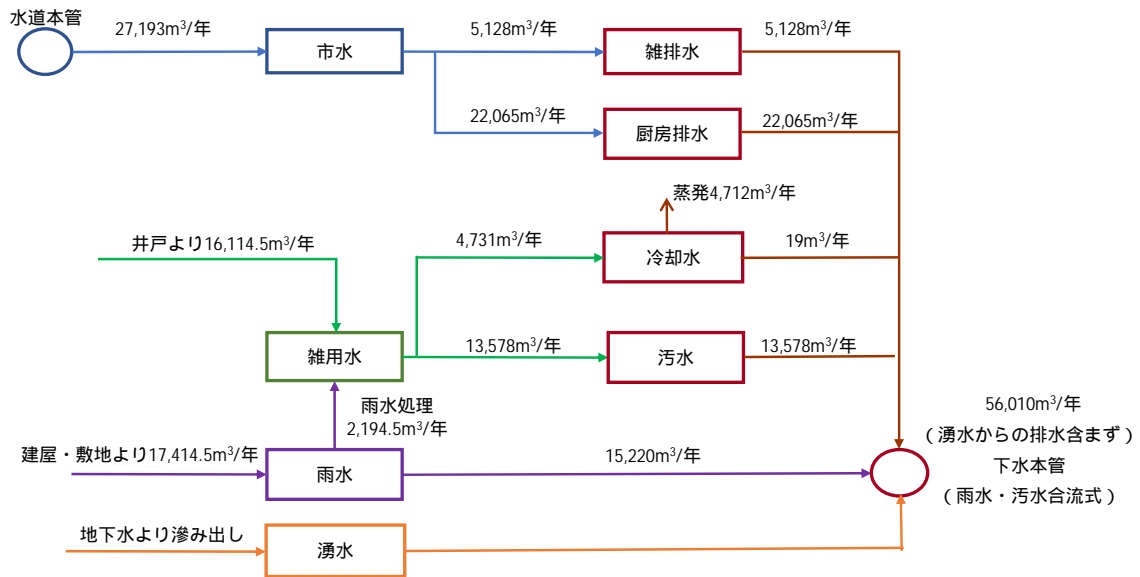 水道本管
27,193m³/年
市水
5,128m³/年
雑排水
5,128m³/年
22,065m³/年
厨房排水
22,065m³/年
蒸発4,712m³/年
井戸より16,114.5m³/年
4,731m³/年
冷却水
19m³/年
雑用水
13,578m³/年
汚水
13,578m³/年
雨水処理
2,194.5m³/年
建屋・敷地より17,414.5m³/年
雨水
15,220m³/年
56,010m³/年
（湧水からの排水含まず）
下水本管
（雨水・汚水合流式）
地下水より滲み出し
湧水